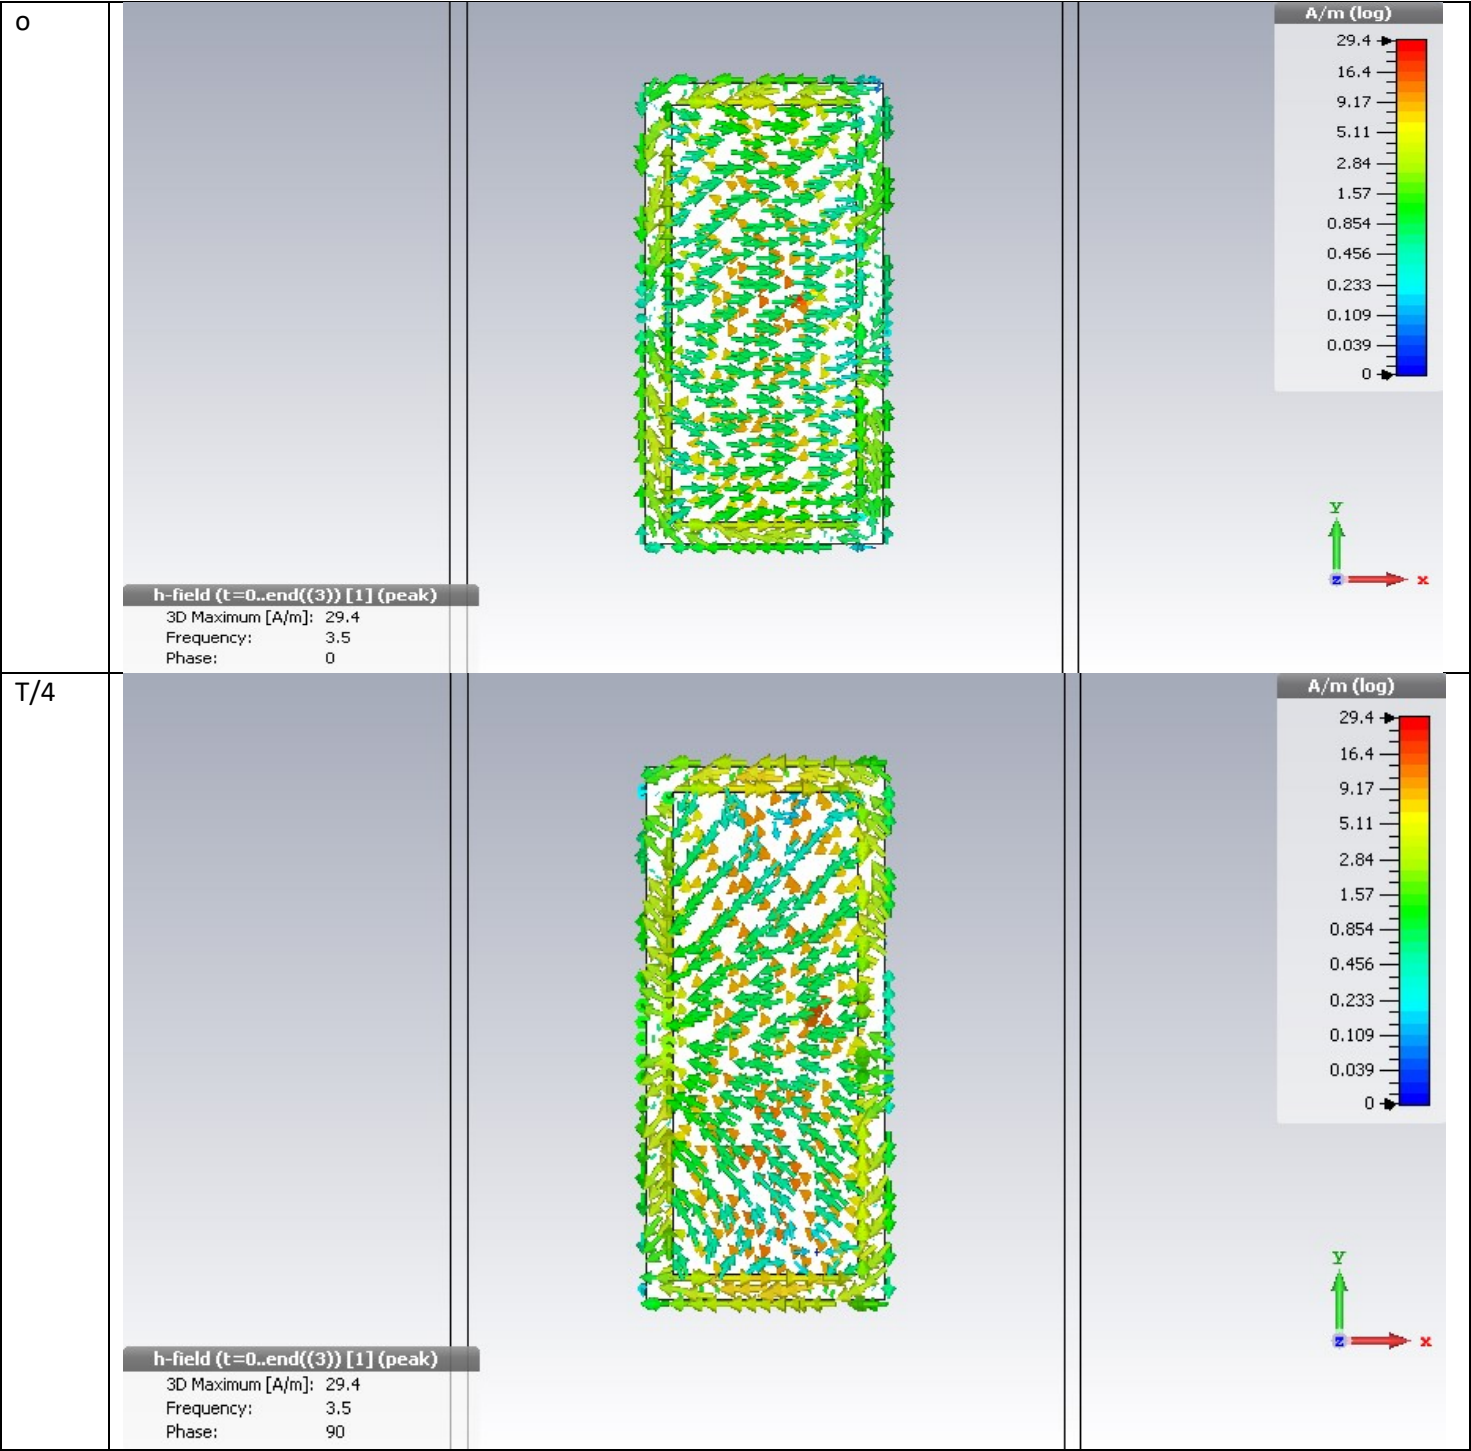 o
A/m (log)
29.4
16.4
9.17
5.11
2.84
1.57
0.854
0.456
0.233
0.109
0.039
0
y
z x
h-field (t=0..end((3)) [1] (peak)
3D Maximum [A/m]: 29.4
Frequency: 3.5
Phase: 0
T/4
A/m (log)
29.4
16.4
9.17
5.11
2.84
1.57
0.854
0.456
0.233
0.109
0.039
0
y
z x
h-field (t=0..end((3)) [1] (peak)
3D Maximum [A/m]: 29.4
Frequency: 3.5
Phase: 90